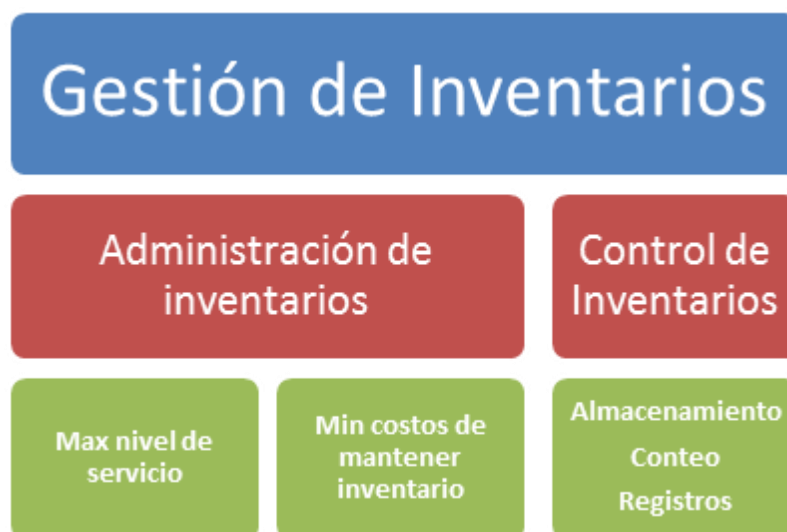 Gestión de Inventarios
Administración de
inventarios
Control de
Inventarios
Max nivel de
servicio
Min costos de
mantener
inventario
Almacenamiento
Conteo
Registros